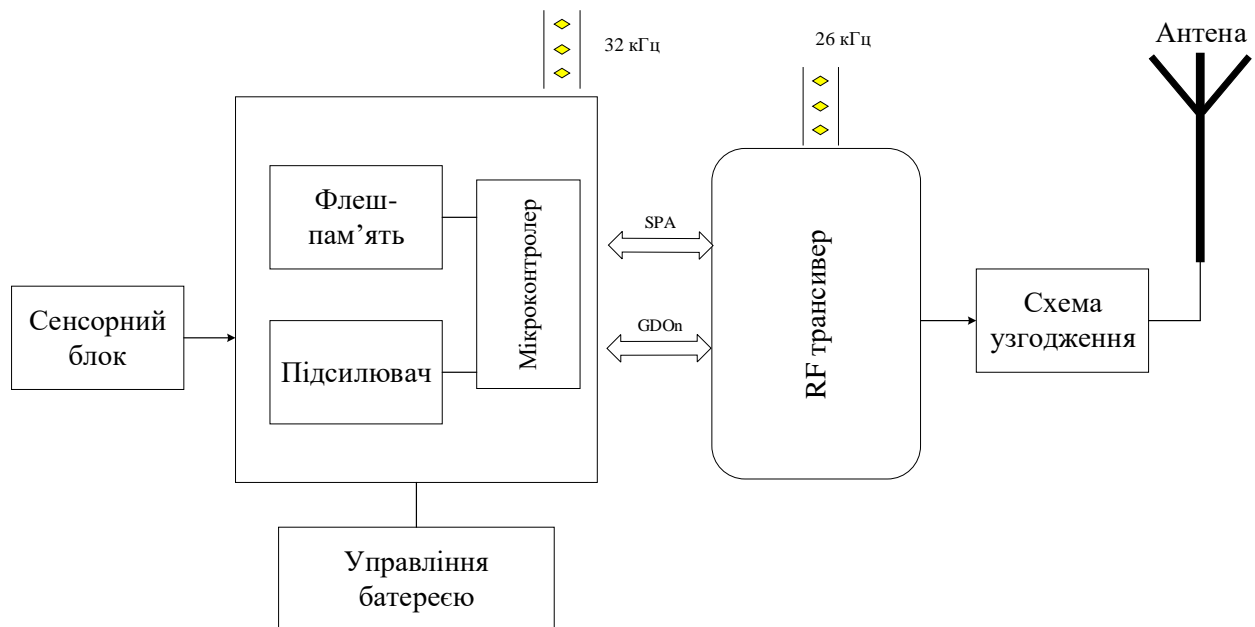 32 кГц
26 кГц
Антена
Флеш-
пам’ять
Мікроконтролер
SPA
RF трансивер
Сенсорний
блок
Підсилювач
GDOn
Схема
узгодження
Управління
батереєю